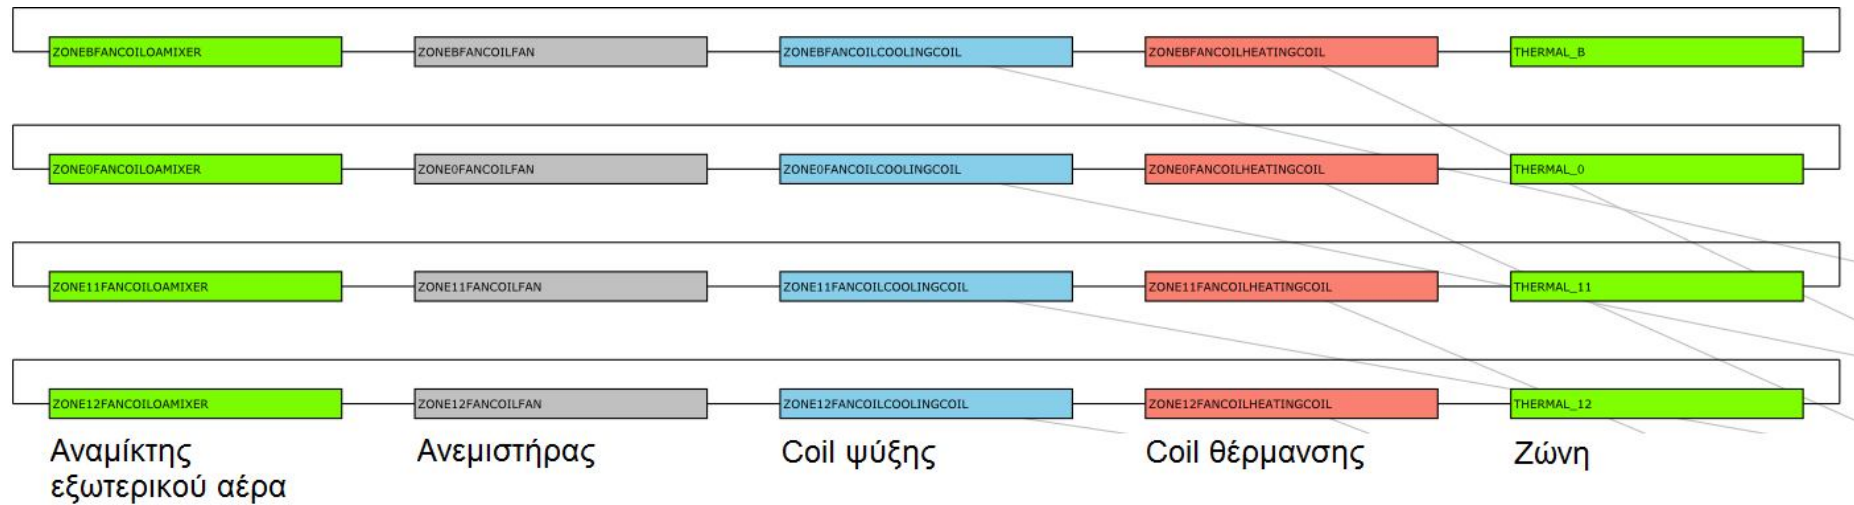 ZONEBFANCOILOAMIXER ZONEBFANCOILFAN ZONEBFANCOILCOOLINGCOIL ZONEBFANCOILHEATINGCOIL THERMAL_B
ZONE0FANCOILOAMIXER ZONE0FANCOILFAN ZONE0FANCOILCOOLINGCOIL ZONE0FANCOILHEATINGCOIL THERMAL_0
ZONE11FANCOILOAMIXER ZONE11FANCOILFAN ZONE11FANCOILCOOLINGCOIL ZONE11FANCOILHEATINGCOIL THERMAL_11
ZONE12FANCOILOAMIXER ZONE12FANCOILFAN ZONE12FANCOILCOOLINGCOIL ZONE12FANCOILHEATINGCOIL THERMAL_12
Αναμίκτης Ανεμιστήρας Coil ψύξης Coil θέρμανσης Ζώνη
εξωτερικού αέρα